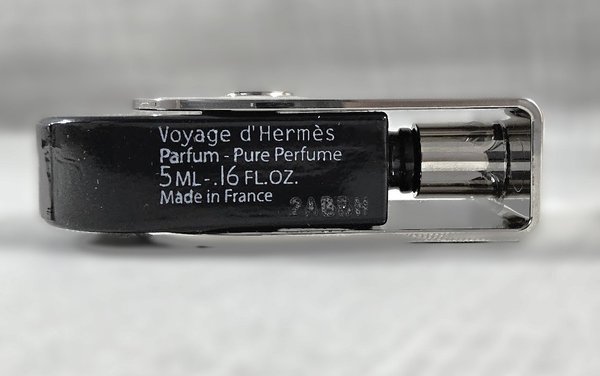 Voyage d'Hermès
Parfum - Pure Perfume
5 ML - .16 FL.OZ.
Made in France